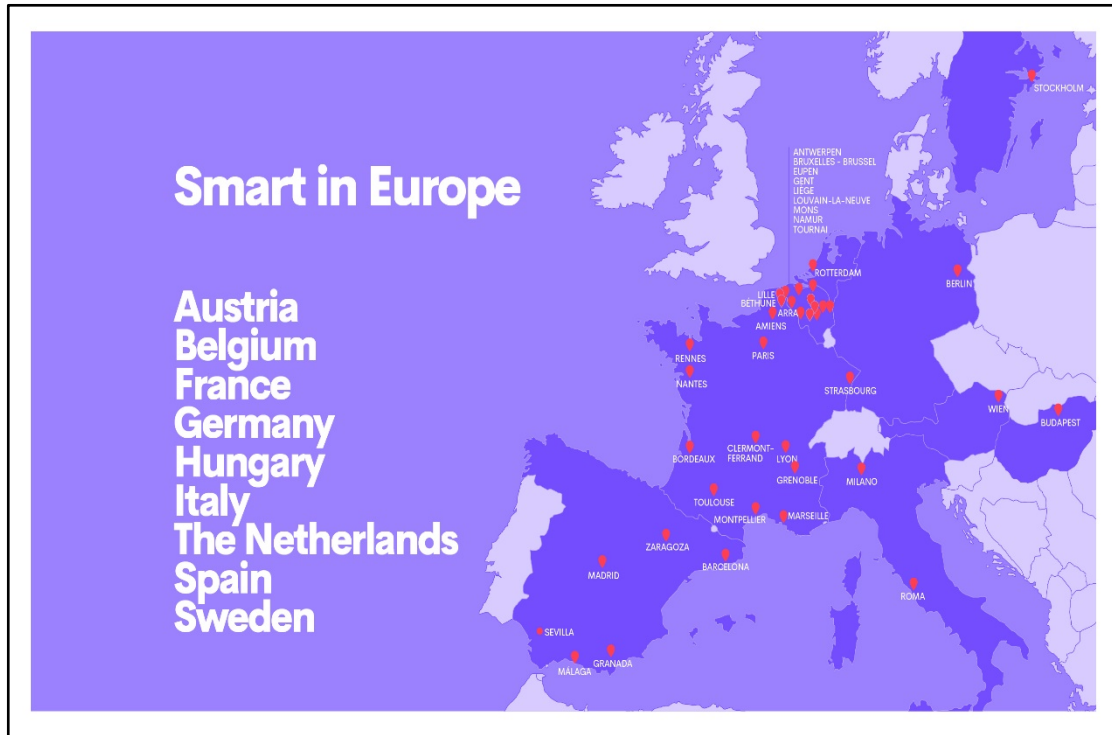 Smart in Europe
Austria
Belgium
France
Germany
Hungary
Italy
The Netherlands
Spain
Sweden
STOCKHOLM
ANTWERPEN
BRUXELLES - BRUSSEL
EUPEN
GENT
LIEGE
LOUVAIN-LA-NEUVE
MONS
NAMUR
TOURNAI
ROTTERDAM
BERLIN
LILLE
BÉTHUNE
ARRA
AMIENS
RENNES
PARIS
NANTES
STRASBOURG
WIEN
BUDAPEST
BORDEAUX
CLERMONT-
FERRAND
LYON
GRENOBLE
MILANO
TOULOUSE
MONTPELLIER
MARSEILLE
ZARAGOZA
BARCELONA
MADRID
ROMA
SEVILLA
MÁLAGA
GRANADA